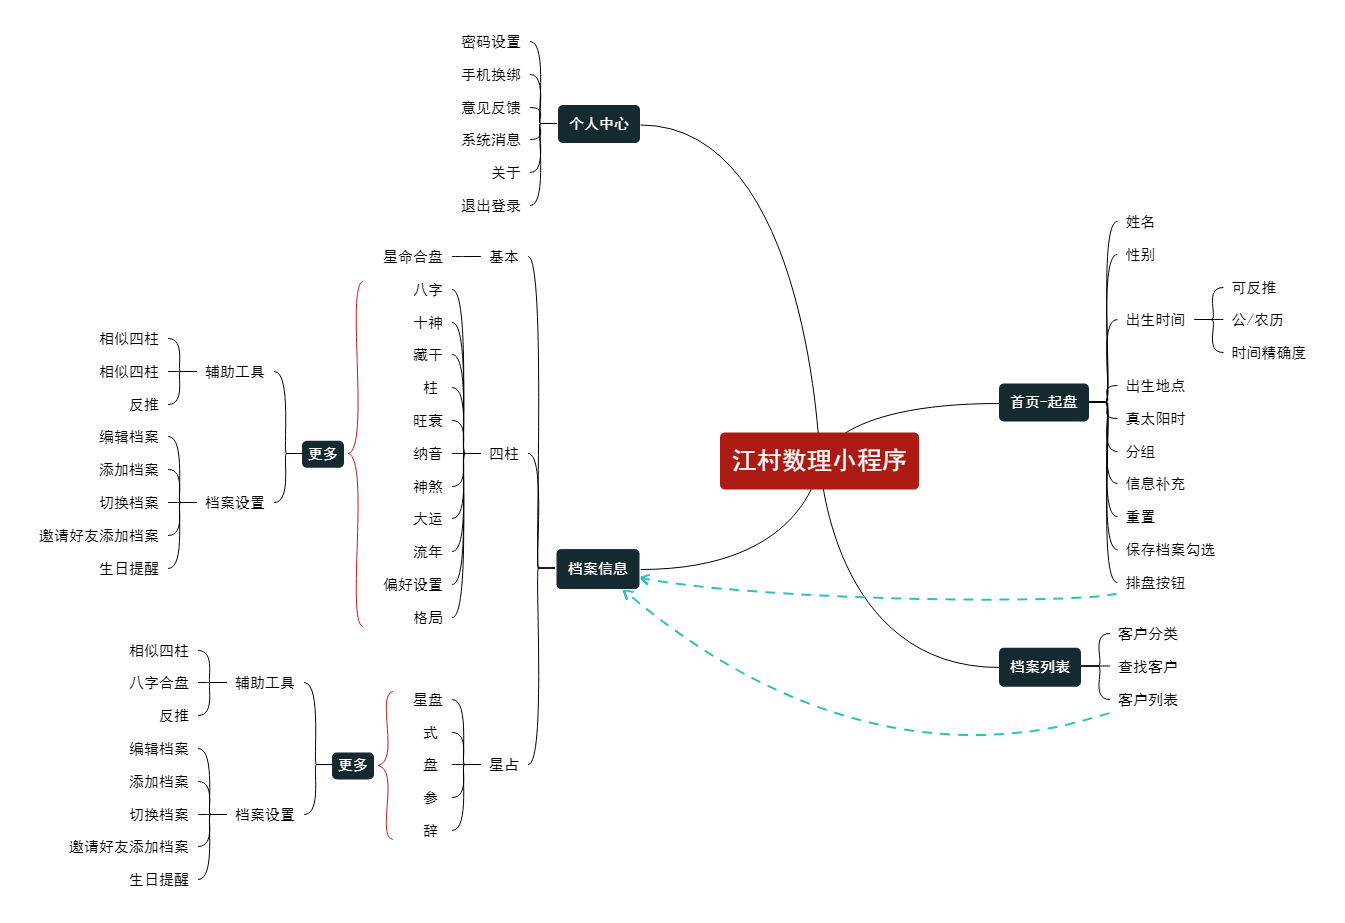 江村数理小程序
个人中心
密码设置
手机换绑
意见反馈
系统消息
关于
退出登录
首页-起盘
姓名
性别
出生时间
可反推
公/农历
时间精确度
出生地点
真太阳时
分组
信息补充
重置
保存档案勾选
排盘按钮
档案列表
客户分类
查找客户
客户列表
档案信息
基本
星命合盘
四柱
八字
十神
藏干
柱
旺衰
纳音
神煞
大运
流年
偏好设置
格局
更多
辅助工具
相似四柱
相似四柱
反推
档案设置
编辑档案
添加档案
切换档案
邀请好友添加档案
生日提醒
星占
星盘
式
盘
参
辞
更多
辅助工具
相似四柱
八字合盘
反推
档案设置
编辑档案
添加档案
切换档案
邀请好友添加档案
生日提醒